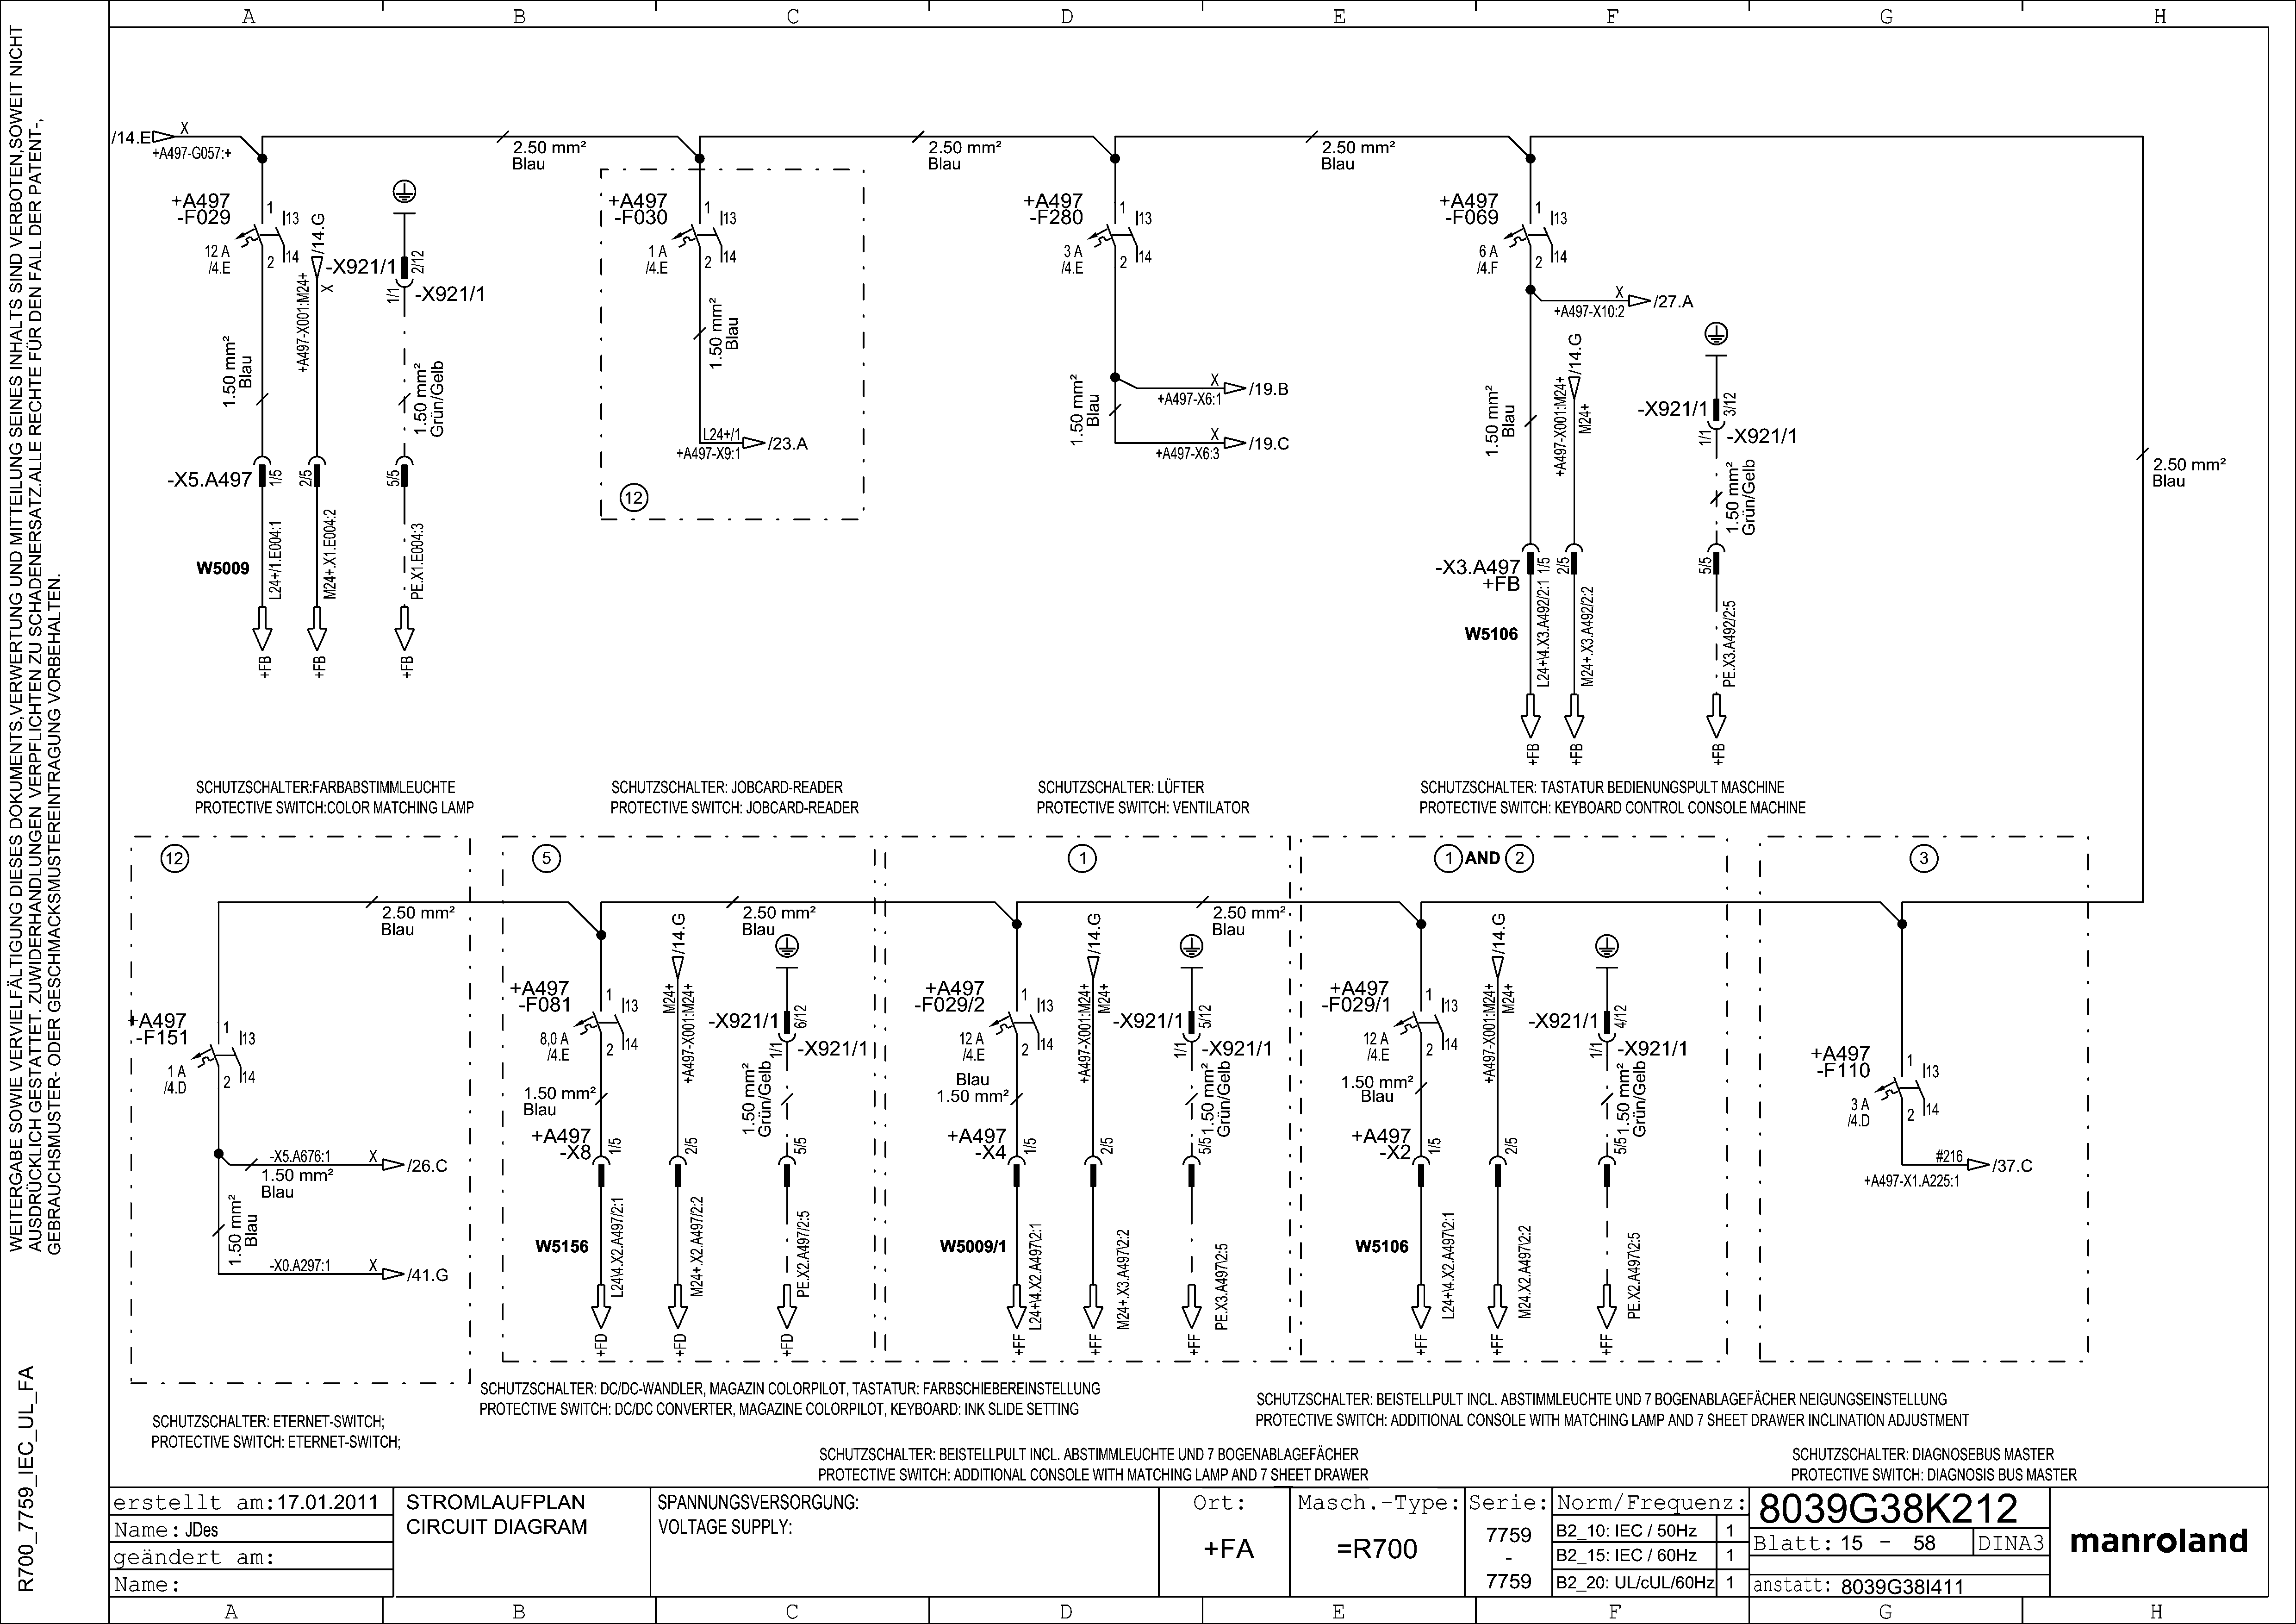 A B C D E F G H
WEITERGABE SOWIE VERVIELFÄLTIGUNG DIESES DOKUMENTS,VERWERTUNG UND MITTEILUNG SEINES INHALTS SIND VERBOTEN,SOWEIT NICHT
AUSDRÜCKLICH GESTATTET. ZUWIDERHANDLUNGEN VERPFLICHTEN ZU SCHADENERSATZ.ALLE RECHTE FÜR DEN FALL DER PATENT-,
GEBRAUCHSMUSTER- ODER GESCHMACKSMUSTEREINTRAGUNG VORBEHALTEN.
R700_7759_IEC_UL_FA
/14.E
X
+A497-G057:+
2.50 mm²
Blau
2.50 mm²
Blau
2.50 mm²
Blau
2.50 mm²
Blau
+A497
-F029
12 A
/4.E
1
2
13
14
/14.G
+A497-X001:M24+
X
-X921/1
2/12
1/1
-X921/1
1.50 mm²
Blau
1.50 mm²
Grün/Gelb
-X5.A497
1/5
2/5
5/5
W5009
L24+/1.E004:1
M24+.X1.E004:2
PE.X1.E004:3
+FB
+FB
+FB
+A497
-F030
1 A
/4.E
1
2
13
14
1.50 mm²
Blau
L24+/1
+A497-X9:1
/23.A
12
+A497
-F280
3 A
/4.E
1
2
13
14
1.50 mm²
Blau
X
+A497-X6:1
/19.B
X
+A497-X6:3
/19.C
+A497
-F069
6 A
/4.F
1
2
13
14
X
+A497-X10:2
/27.A
/14.G
+A497-X001:M24+
M24+
1.50 mm²
Blau
-X921/1
3/12
1/1
-X921/1
1.50 mm²
Grün/Gelb
-X3.A497
+FB
1/5
2/5
5/5
W5106
L24+\4.X3.A492/2:1
M24+.X3.A492/2:2
PE.X3.A492/2:5
+FB
+FB
+FB
SCHUTZSCHALTER:FARBABSTIMMLEUCHTE
PROTECTIVE SWITCH:COLOR MATCHING LAMP
SCHUTZSCHALTER: JOBCARD-READER
PROTECTIVE SWITCH: JOBCARD-READER
SCHUTZSCHALTER: LÜFTER
PROTECTIVE SWITCH: VENTILATOR
SCHUTZSCHALTER: TASTATUR BEDIENUNGSPULT MASCHINE
PROTECTIVE SWITCH: KEYBOARD CONTROL CONSOLE MACHINE
12
2.50 mm²
Blau
+A497
-F151
1 A
/4.D
1
2
13
14
-X5.A676:1
X
/26.C
1.50 mm²
Blau
1.50 mm²
Blau
-X0.A297:1
X
/41.G
5
2.50 mm²
Blau
+A497
-F081
8,0 A
/4.E
1
2
13
14
/14.G
M24+
+A497-X001:M24+
-X921/1
6/12
1/1
-X921/1
1.50 mm²
Blau
1.50 mm²
Grün/Gelb
+A497
-X8
1/5
2/5
5/5
W5156
L24\4.X2.A497/2:1
M24+.X2.A497/2:2
PE.X2.A497/2:5
+FD
+FD
+FD
1
2.50 mm²
Blau
+A497
-F029/2
12 A
/4.E
1
2
13
14
/14.G
+A497-X001:M24+
M24+
-X921/1
5/12
1/1
-X921/1
Blau
1.50 mm²
1.50 mm²
Grün/Gelb
+A497
-X4
1/5
2/5
5/5
W5009/1
L24+\4.X2.A497\2:1
M24+.X3.A497\2:2
PE.X3.A497\2:5
+FF
+FF
+FF
1 AND 2
+A497
-F029/1
12 A
/4.E
1
2
13
14
/14.G
+A497-X001:M24+
M24+
-X921/1
4/12
1/1
-X921/1
1.50 mm²
Blau
1.50 mm²
Grün/Gelb
+A497
-X2
1/5
2/5
5/5
W5106
L24+\4.X2.A497\2:1
M24.X2.A497\2:2
PE.X2.A497\2:5
+FF
+FF
+FF
3
+A497
-F110
3 A
/4.D
1
2
13
14
#216
/37.C
+A497-X1.A225:1
SCHUTZSCHALTER: ETERNET-SWITCH;
PROTECTIVE SWITCH: ETERNET-SWITCH;
SCHUTZSCHALTER: DC/DC-WANDLER, MAGAZIN COLORPILOT, TASTATUR: FARBSCHIEBEREINSTELLUNG
PROTECTIVE SWITCH: DC/DC CONVERTER, MAGAZINE COLORPILOT, KEYBOARD: INK SLIDE SETTING
SCHUTZSCHALTER: BEISTELLPULT INCL. ABSTIMMLEUCHTE UND 7 BOGENABLAGEFÄCHER NEIGUNGSEINSTELLUNG
PROTECTIVE SWITCH: ADDITIONAL CONSOLE WITH MATCHING LAMP AND 7 SHEET DRAWER INCLINATION ADJUSTMENT
SCHUTZSCHALTER: BEISTELLPULT INCL. ABSTIMMLEUCHTE UND 7 BOGENABLAGEFÄCHER
PROTECTIVE SWITCH: ADDITIONAL CONSOLE WITH MATCHING LAMP AND 7 SHEET DRAWER
SCHUTZSCHALTER: DIAGNOSEBUS MASTER
PROTECTIVE SWITCH: DIAGNOSIS BUS MASTER
erstellt am:17.01.2011
Name: JDes
geändert am:
Name:
STROMLAUFPLAN
CIRCUIT DIAGRAM
SPANNUNGSVERSORGUNG:
VOLTAGE SUPPLY:
Ort:
+FA
Masch.-Type:
=R700
Serie:
7759
-
7759
Norm/Frequenz:
B2_10: IEC / 50Hz 1
B2_15: IEC / 60Hz 1
B2_20: UL/cUL/60Hz 1
8039G38K212
Blatt: 15 - 58 DINA3
anstatt: 8039G38I411
manroland
A B C D E F G H